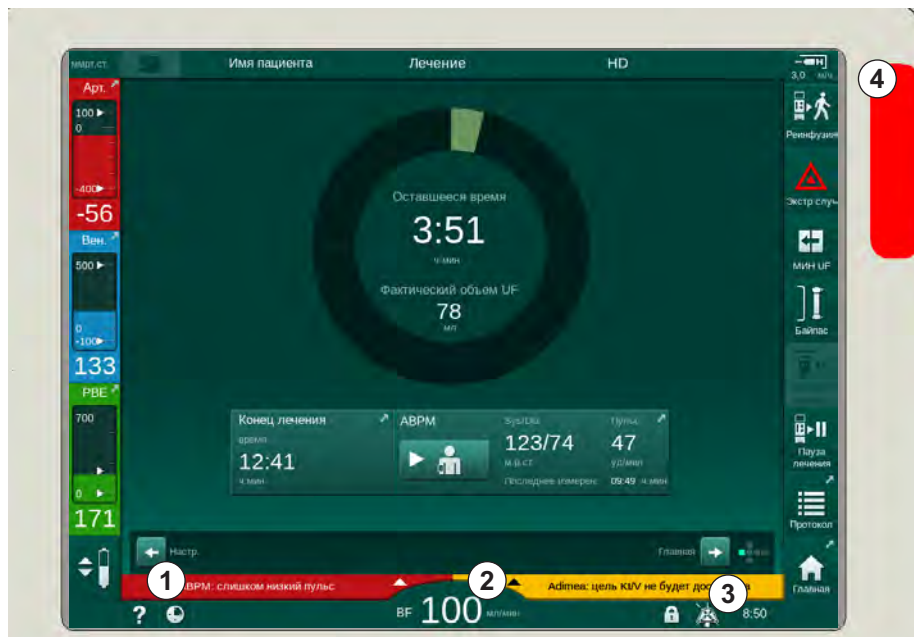 ммрт.ст.
Имя пациента
Лечение
HD
3,0 мл/ч
4
Арт.
100
0
-400
-56
Вен.
500
0
-100
133
PBE
700
0
171
Оставшееся время
3:51
ч:мин
Фактический объом UF
78
мл
Реинфузия
Экстр случ
МИН UF
Байпас
Пауза
лечения
Протокол
Главная
Конец лечения
время
12:41
ч:мин
ABPM
Sys/Dia
Пульс
123/74
47
м.р.ст
уд/мин
Последнее измерен:
09:49
ч:мин
Настр.
Главная
1
ABPM: слишком низкий пульс
2
Adimea: цель Kt/V не будет
3
?
BF 100 мл/мин
8:50